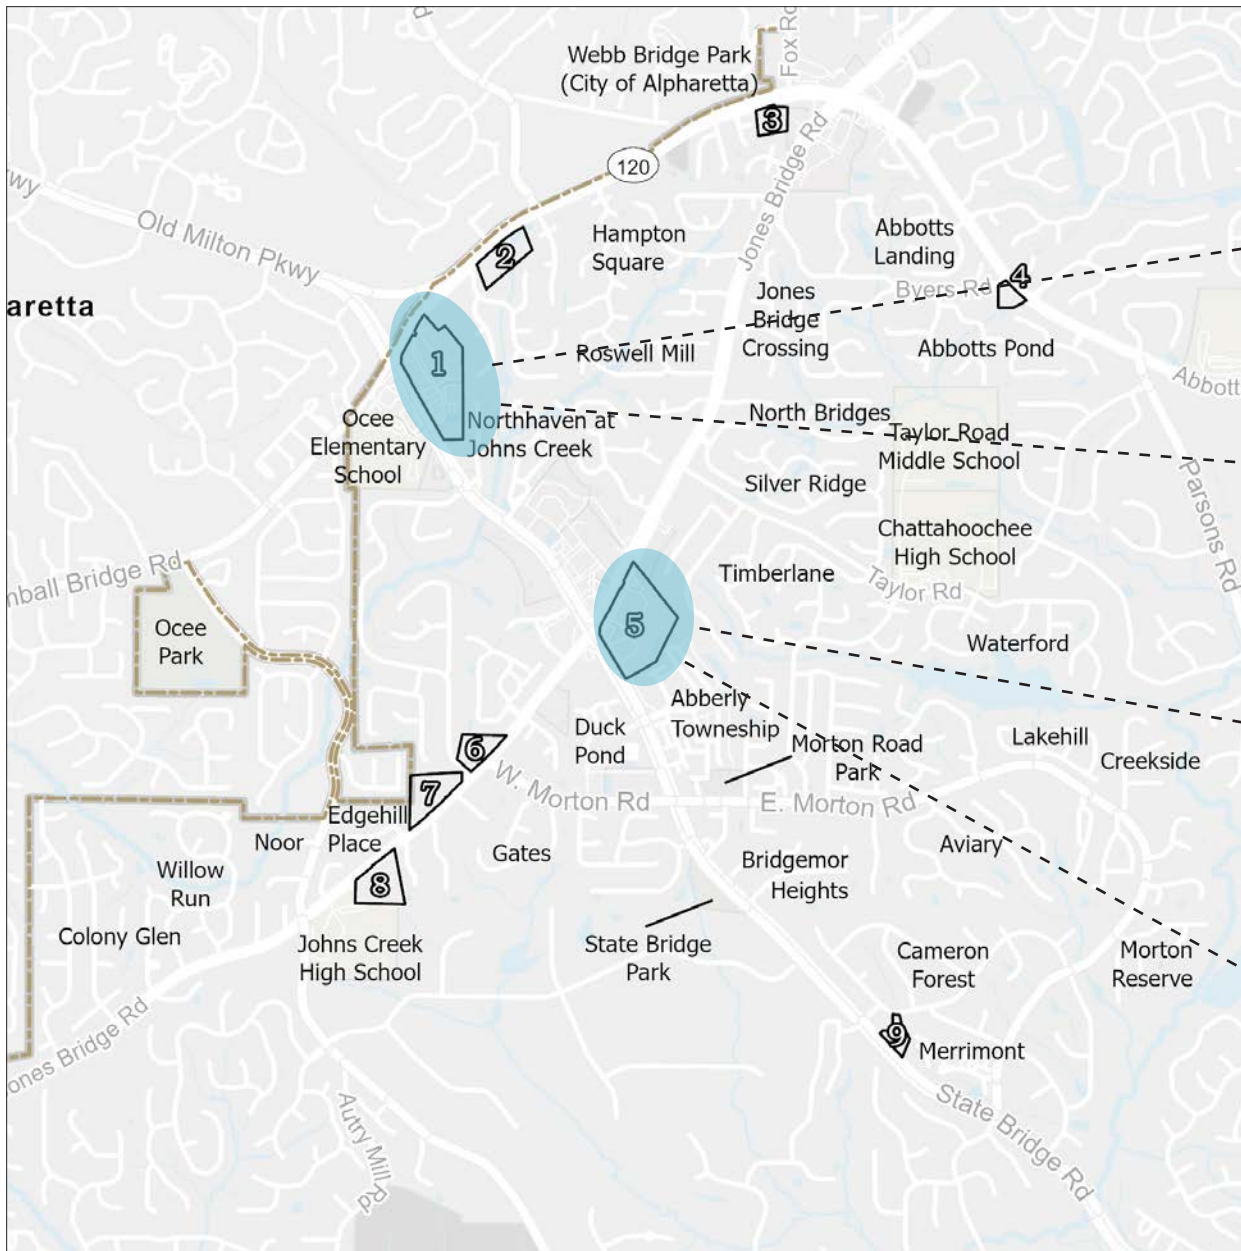 Webb Bridge Park
(City of Alpharetta)
Fox Rd
3
120
Jones Bridge Rd
wy
Old Milton Pkwy
2
Hampton
Square
Abbotts
Landing
Byers Rd
4
aretta
Jones
Bridge
Crossing
1
Roswell Mill
Abbotts Pond
Abbott
Ocee
Elementary
School
Northhaven at
Johns Creek
North Bridges
Taylor Road
Middle School
Silver Ridge
Parsons Rd
Chattahoochee
High School
mball Bridge Rd
Timberlane
Taylor Rd
5
Ocee
Park
Waterford
Abberly
Township
Duck
Pond
Morton Road
Park
Lakehill
Creekside
6
7
W. Morton Rd
E. Morton Rd
Edgehill
Place
Noor
Gates
Aviary
Willow
Run
8
Bridgemor
Heights
Colony Glen
Johns Creek
High School
State Bridge
Park
Cameron
Forest
Morton
Reserve
ones Bridge Rd
9
Merrimont
Autry Mill Rd
State Bridge Rd